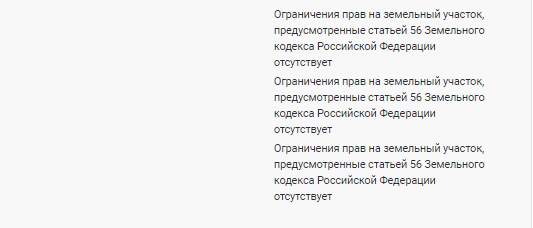 Ограничения прав на земельный участок,
предусмотренные статьей 56 Земельного
кодекса Российской Федерации
отсутствует
Ограничения прав на земельный участок,
предусмотренные статьей 56 Земельного
кодекса Российской Федерации
отсутствует
Ограничения прав на земельный участок,
предусмотренные статьей 56 Земельного
кодекса Российской Федерации
отсутствует